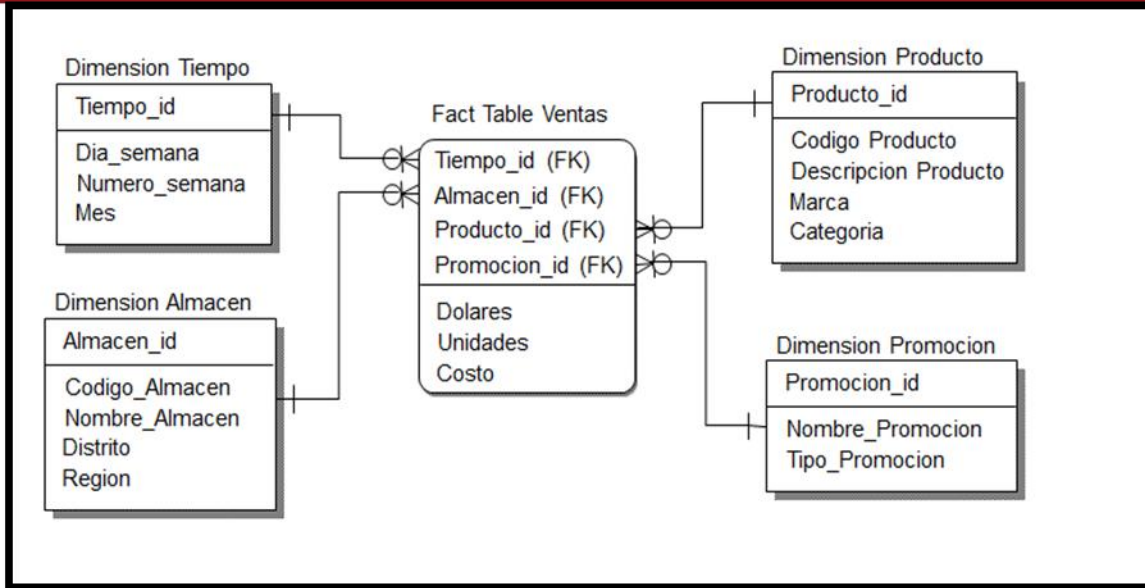 Dimension Tiempo
Tiempo_id
Dia_semana
Numero_semana
Mes
Dimension Almacen
Almacen_id
Codigo_Almacen
Nombre_Almacen
Distrito
Region
Fact Table Ventas
Tiempo_id (FK)
Almacen_id (FK)
Producto_id (FK)
Promocion_id (FK)
Dolares
Unidades
Costo
Dimension Producto
Producto_id
Codigo Producto
Descripcion Producto
Marca
Categoria
Dimension Promocion
Promocion_id
Nombre_Promocion
Tipo_Promocion